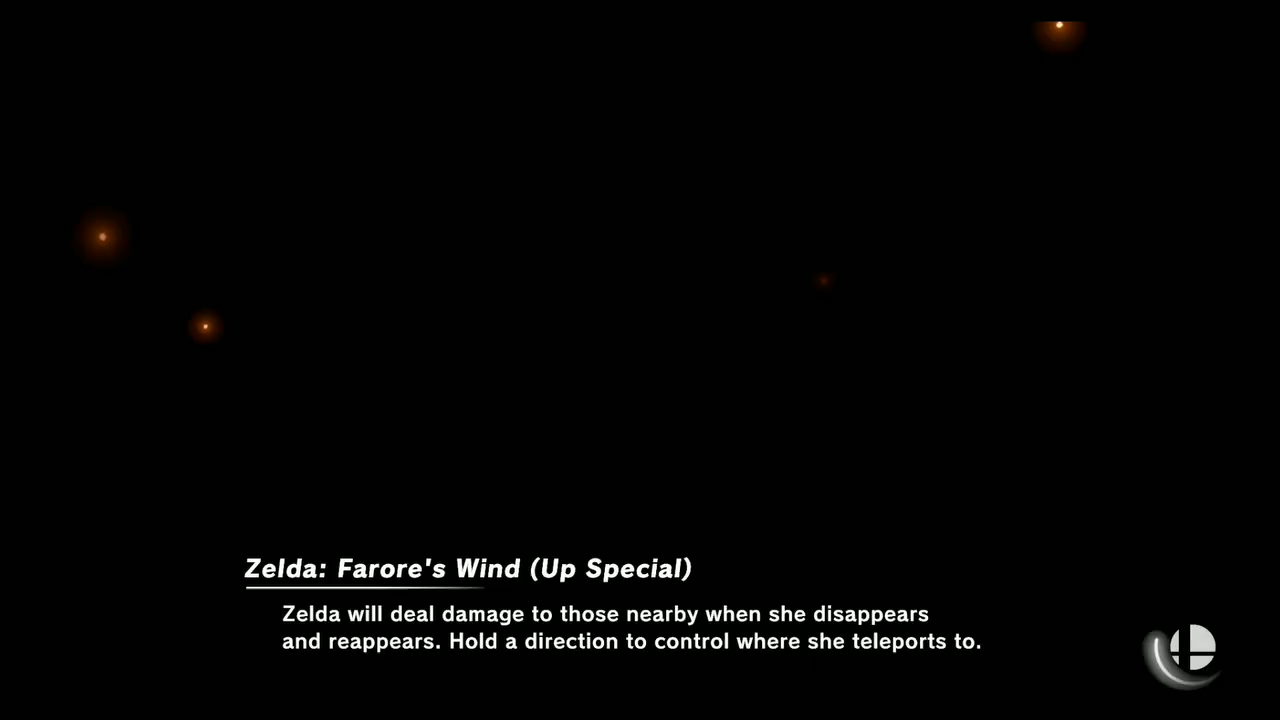 Zelda: Farore's Wind (Up Special)
Zelda will deal damage to those nearby when she disappears
and reappears. Hold a direction to control where she teleports to.